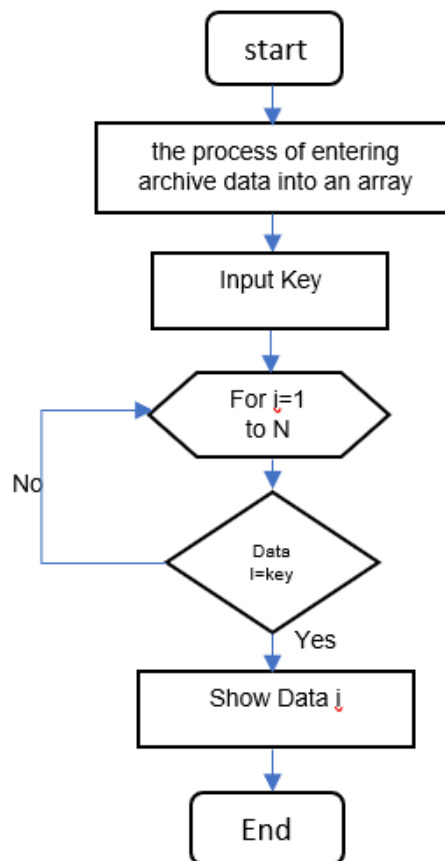 start
the process of entering
archive data into an array
Input Key
For i=1
to N
No
Data
I=key
Yes
Show Data i
End